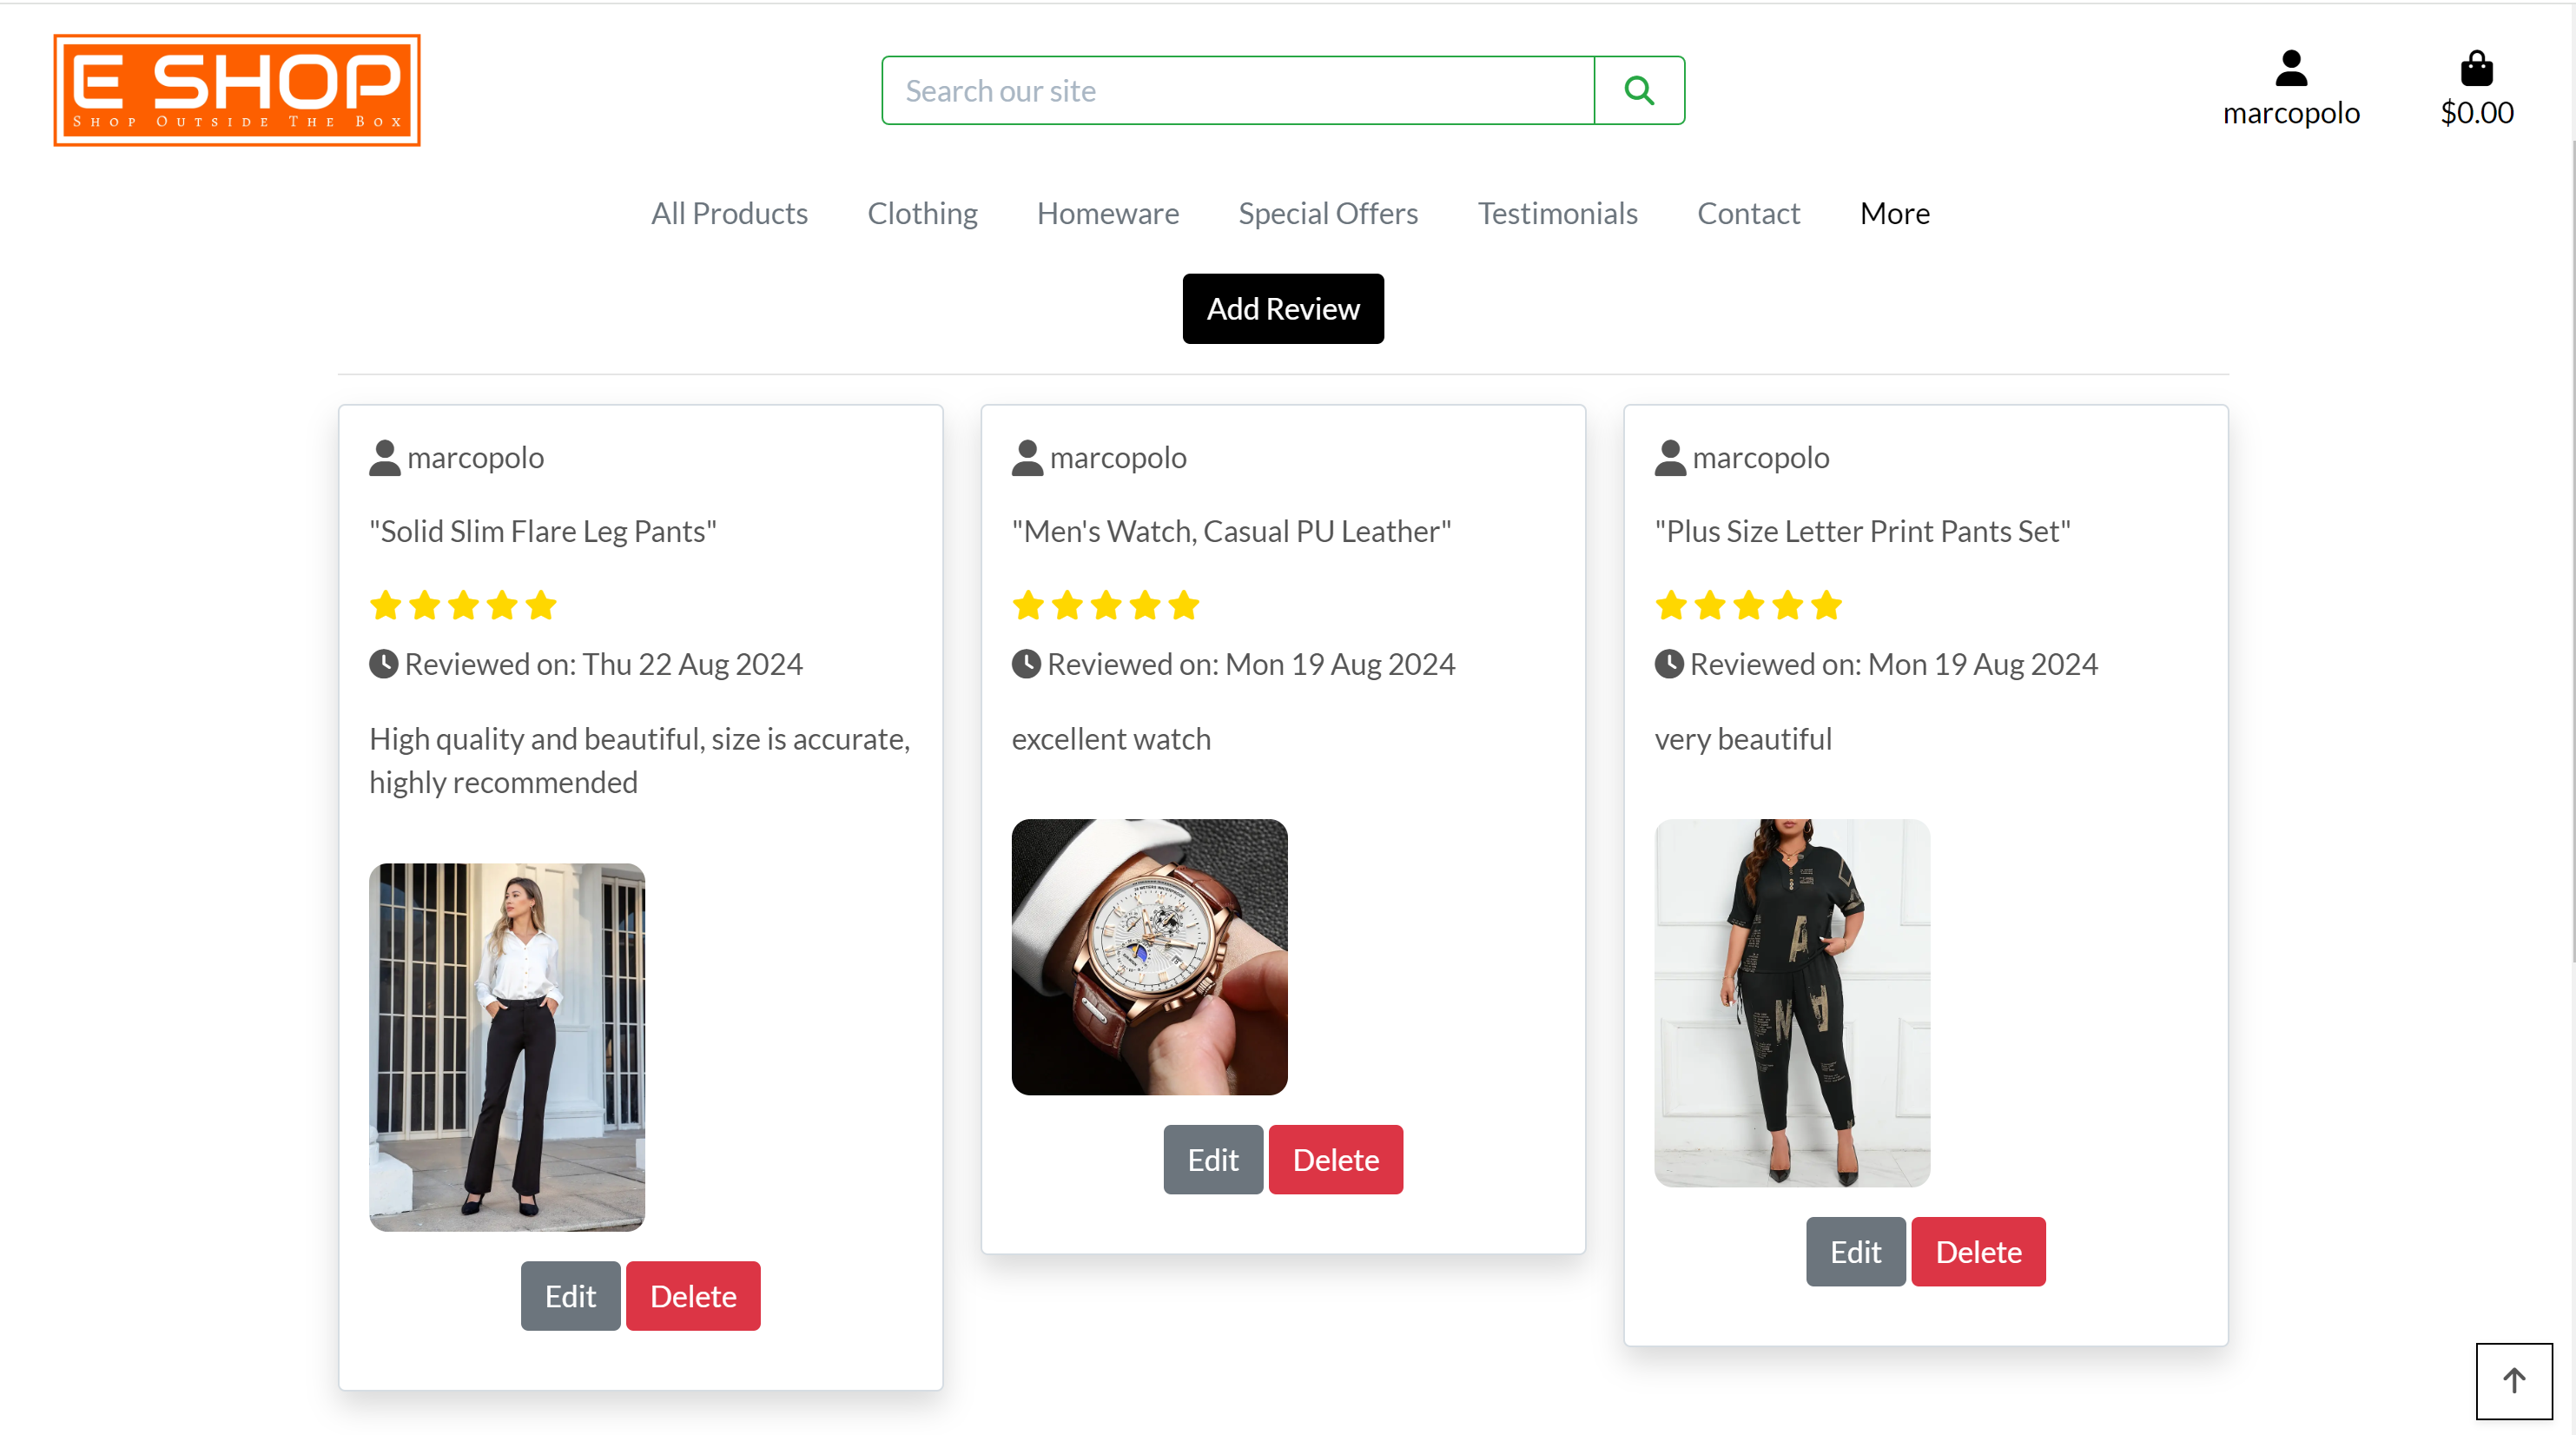 E SHOP
Shop Outside The Box
Search our site
marcopolo
$0.00
All Products Clothing Homeware Special Offers Testimonials Contact More
Add Review
marcopolo
"Solid Slim Flare Leg Pants"
Reviewed on: Thu 22 Aug 2024
High quality and beautiful, size is accurate,
highly recommended
Edit Delete
marcopolo
"Men's Watch, Casual PU Leather"
Reviewed on: Mon 19 Aug 2024
excellent watch
Edit Delete
marcopolo
"Plus Size Letter Print Pants Set"
Reviewed on: Mon 19 Aug 2024
very beautiful
A
N
Edit Delete